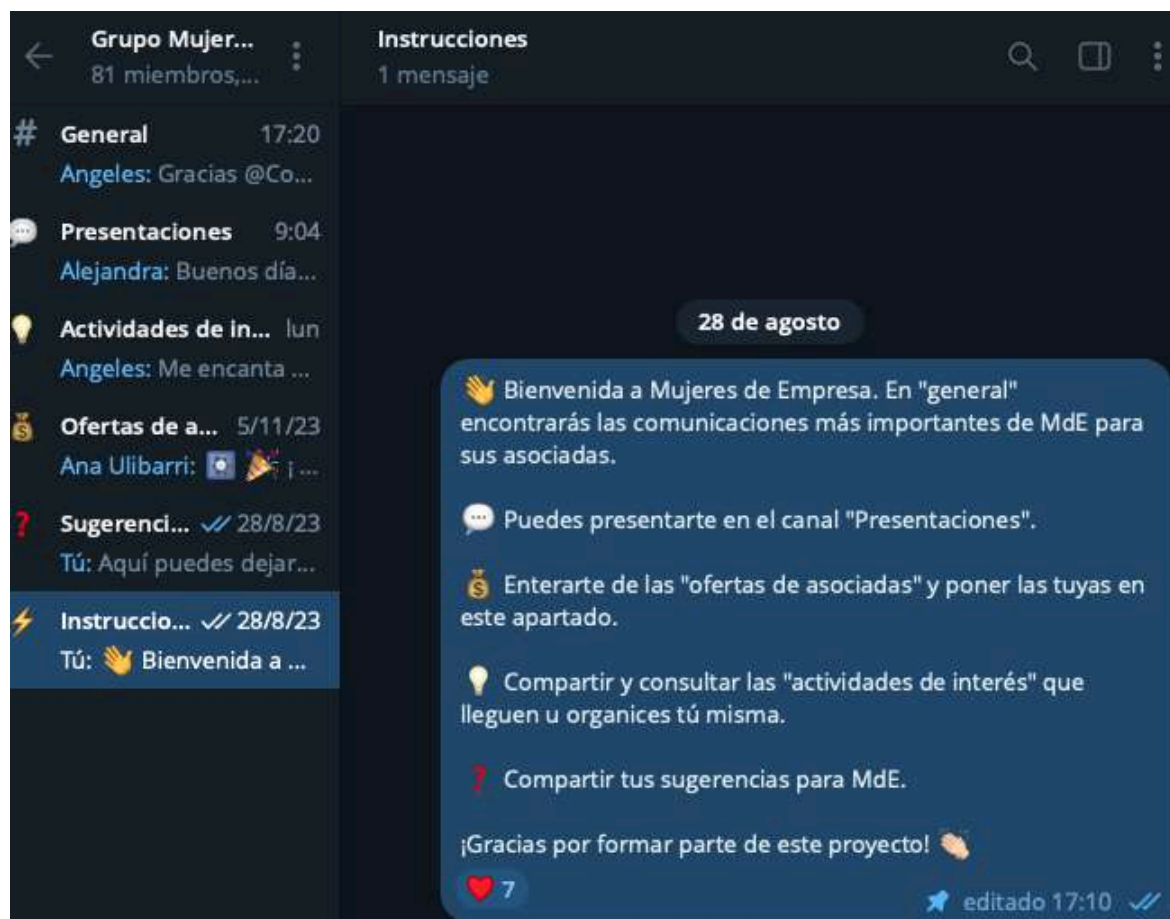 Grupo Mujer...
81 miembros,...
# General 17:20
Angeles: Gracias @Co...
Presentaciones 9:04
Alejandra: Buenos día...
Actividades de in... lun
Angeles: Me encanta ...
Ofertas de a... 5/11/23
Ana Ulibarri: 💟 🎉 ¡ ...
Sugerenci... 28/8/23
Tú: Aquí puedes dejar...
Instruccio... 28/8/23
Tú: 👋 Bienvenida a ...
Instrucciones
1 mensaje
28 de agosto
👋 Bienvenida a Mujeres de Empresa. En "general"
encontrarás las comunicaciones más importantes de MdE para
sus asociadas.
💬 Puedes presentarte en el canal "Presentaciones".
💰 Enterarte de las "ofertas de asociadas" y poner las tuyas en
este apartado.
💡 Compartir y consultar las "actividades de interés" que
lleguen u organices tú misma.
❓ Compartir tus sugerencias para MdE.
¡Gracias por formar parte de este proyecto! 👏🏻
❤️ 7
editado 17:10